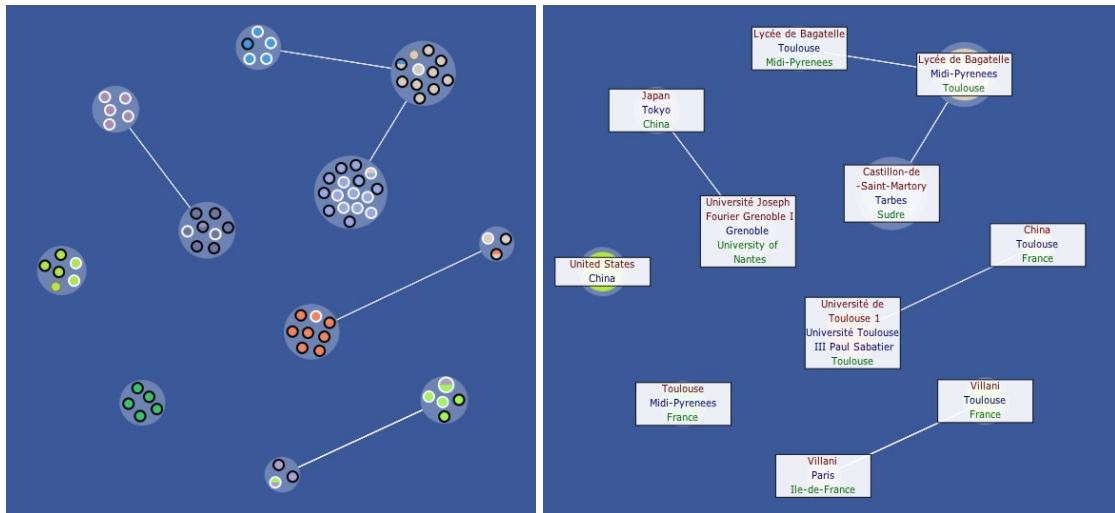 Lycée de Bagatelle
Toulouse
Midi-Pyrenees
Lycée de Bagatelle
Midi-Pyrenees
Toulouse
Japan
Tokyo
China
Castillon-de
-Saint-Martory
Tarbes
Sudre
Université Joseph
Fourier Grenoble I
Grenoble
University of
Nantes
China
Toulouse
France
United States
China
Université de
Toulouse 1
Université Toulouse
III Paul Sabatier
Toulouse
Toulouse
Midi-Pyrenees
France
Villani
Toulouse
France
Villani
Paris
Ile-de-France